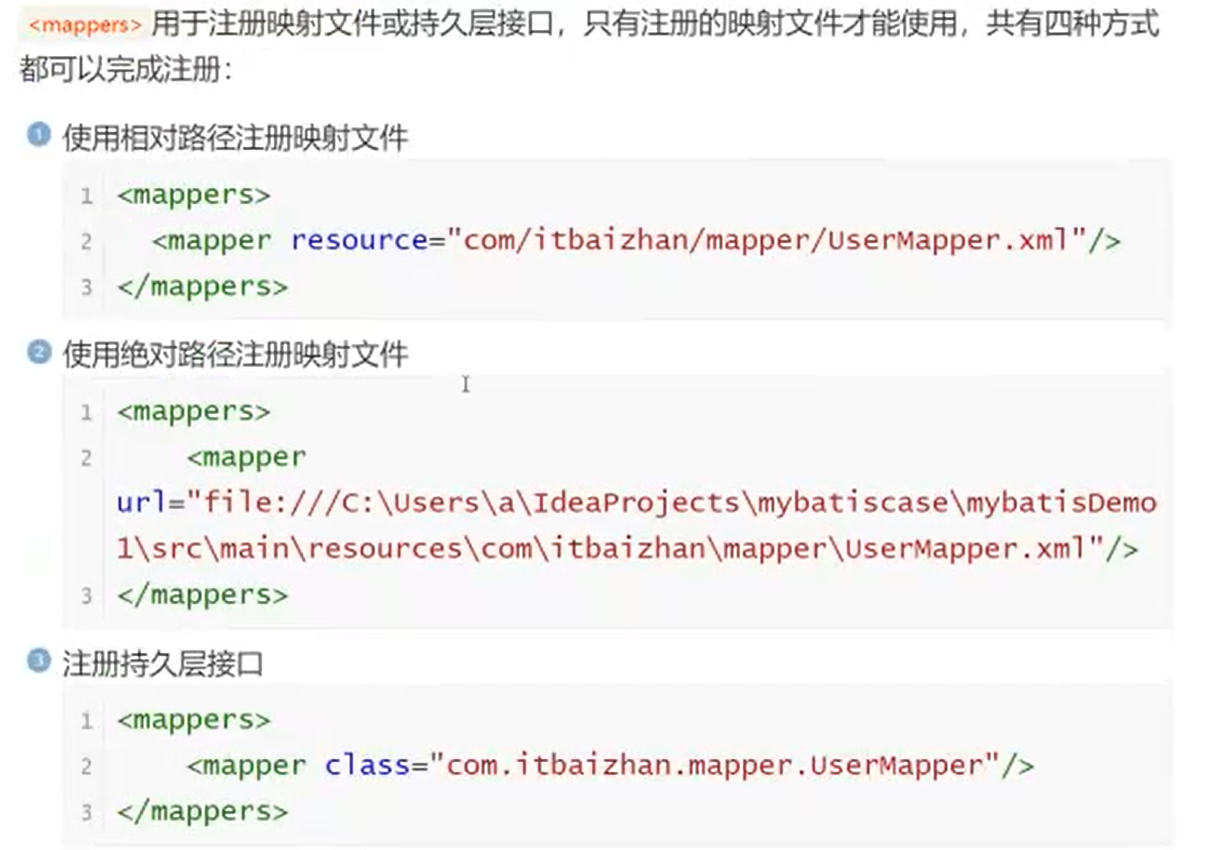 <mappers>用于注册映射文件或持久层接口，只有注册的映射文件才能使用，共有四种方式
都可以完成注册：
1 使用相对路径注册映射文件
1 <mappers>
2 <mapper resource="com/itbaizhan/mapper/UserMapper.xml"/>
3 </mappers>
2 使用绝对路径注册映射文件
1 <mappers>
2 <mapper
url="file:///C:\Users\a\IdeaProjects\mybatiscase\mybatisDemo
1\src\main\resources\com\itbaizhan\mapper\UserMapper.xml"/>
3 </mappers>
3 注册持久层接口
1 <mappers>
2 <mapper class="com.itbaizhan.mapper.UserMapper"/>
3 </mappers>